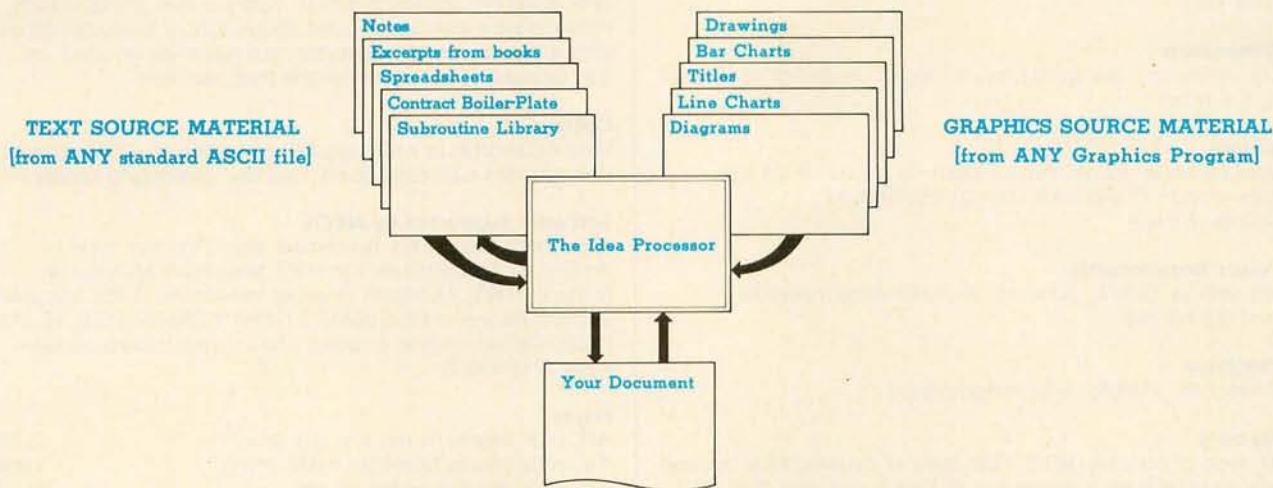 Notes
Excerpts from books
Spreadsheets
Contract Boiler-Plate
Subroutine Library
TEXT SOURCE MATERIAL
[from ANY standard ASCII file]
Drawings
Bar Charts
Titles
Line Charts
Diagrams
GRAPHICS SOURCE MATERIAL
[from ANY Graphics Program]
The Idea Processor
Your Document